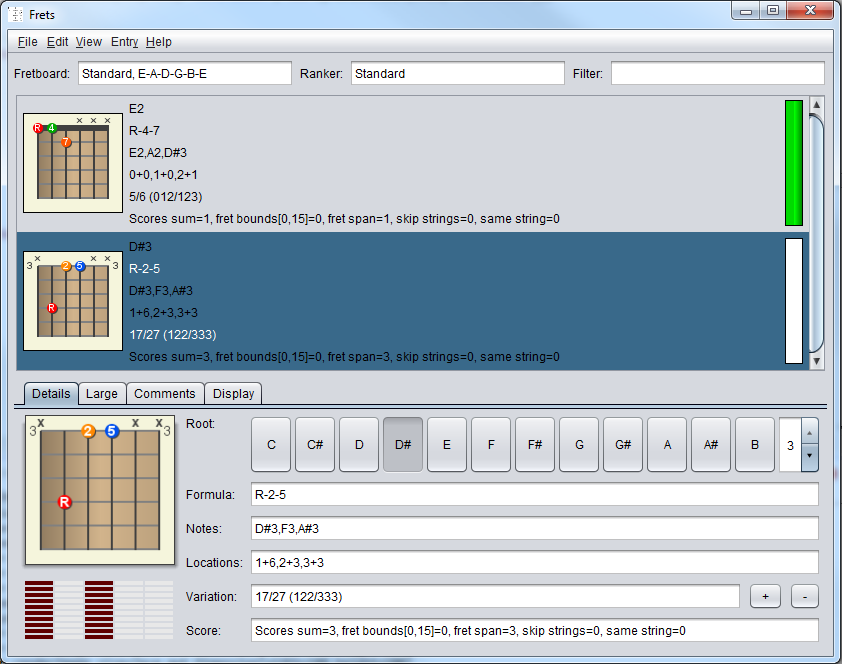 Frets
File Edit View Entry Help
Fretboard: Standard, E-A-D-G-B-E Ranker: Standard Filter:
x x x
R 4
7
E2
R-4-7
E2,A2,D#3
0+0,1+0,2+1
5/6 (012/123)
Scores sum=1, fret bounds[0,15]=0, fret span=1, skip strings=0, same string=0
x x x
3 2 5 3
R
D#3
R-2-5
D#3,F3,A#3
1+6,2+3,3+3
17/27 (122/333)
Scores sum=3, fret bounds[0,15]=0, fret span=3, skip strings=0, same string=0
Details Large Comments Display
x x x
3 2 5 3
R
Root: C C# D D# E F F# G G# A A# B 3
Formula: R-2-5
Notes: D#3,F3,A#3
Locations: 1+6,2+3,3+3
Variation: 17/27 (122/333) + -
Score: Scores sum=3, fret bounds[0,15]=0, fret span=3, skip strings=0, same string=0